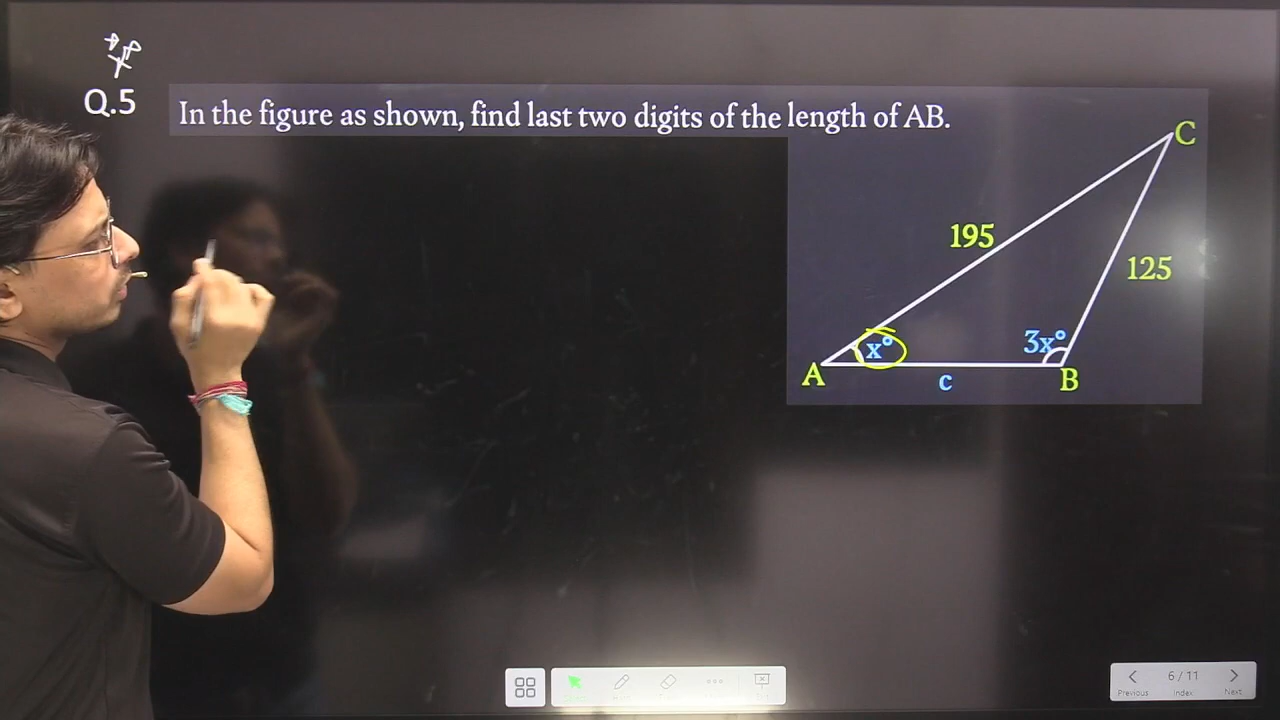 Q.5
In the figure as shown, find last two digits of the length of AB.
C
195
125
x°
3x°
A
c
B
6 / 11
Previous
Index
Next